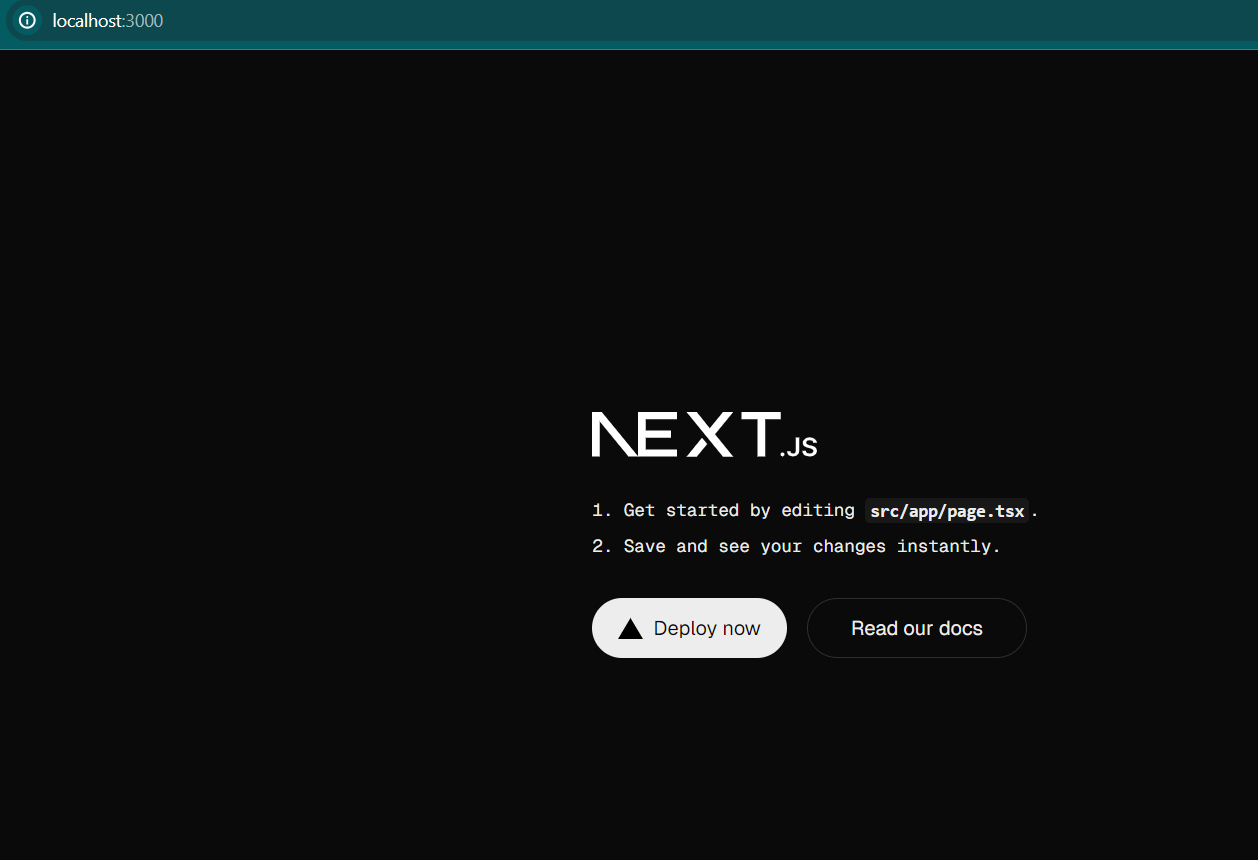 localhost:3000
NEXT.JS
1. Get started by editing src/app/page.tsx.
2. Save and see your changes instantly.
Deploy now
Read our docs